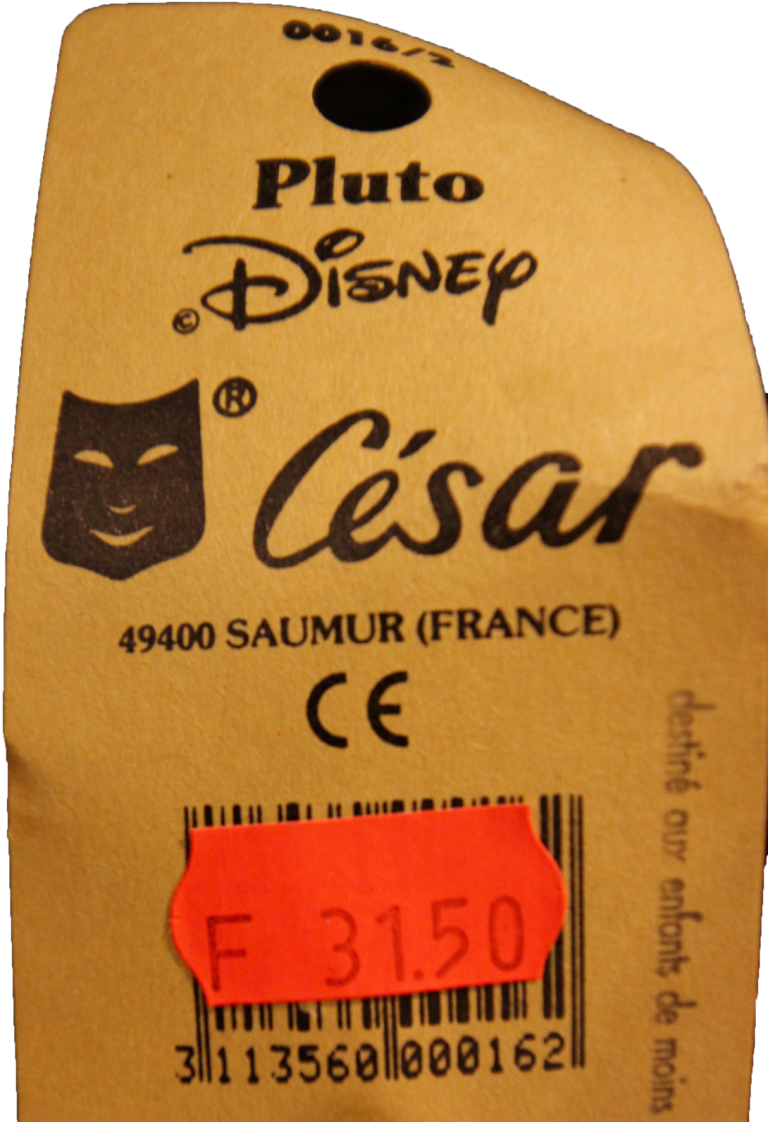 0016/2
Pluto
© DISNEY
® César
49400 SAUMUR (FRANCE)
CE
F 31.50
3 113560 000162
destiné aux enfants de moins